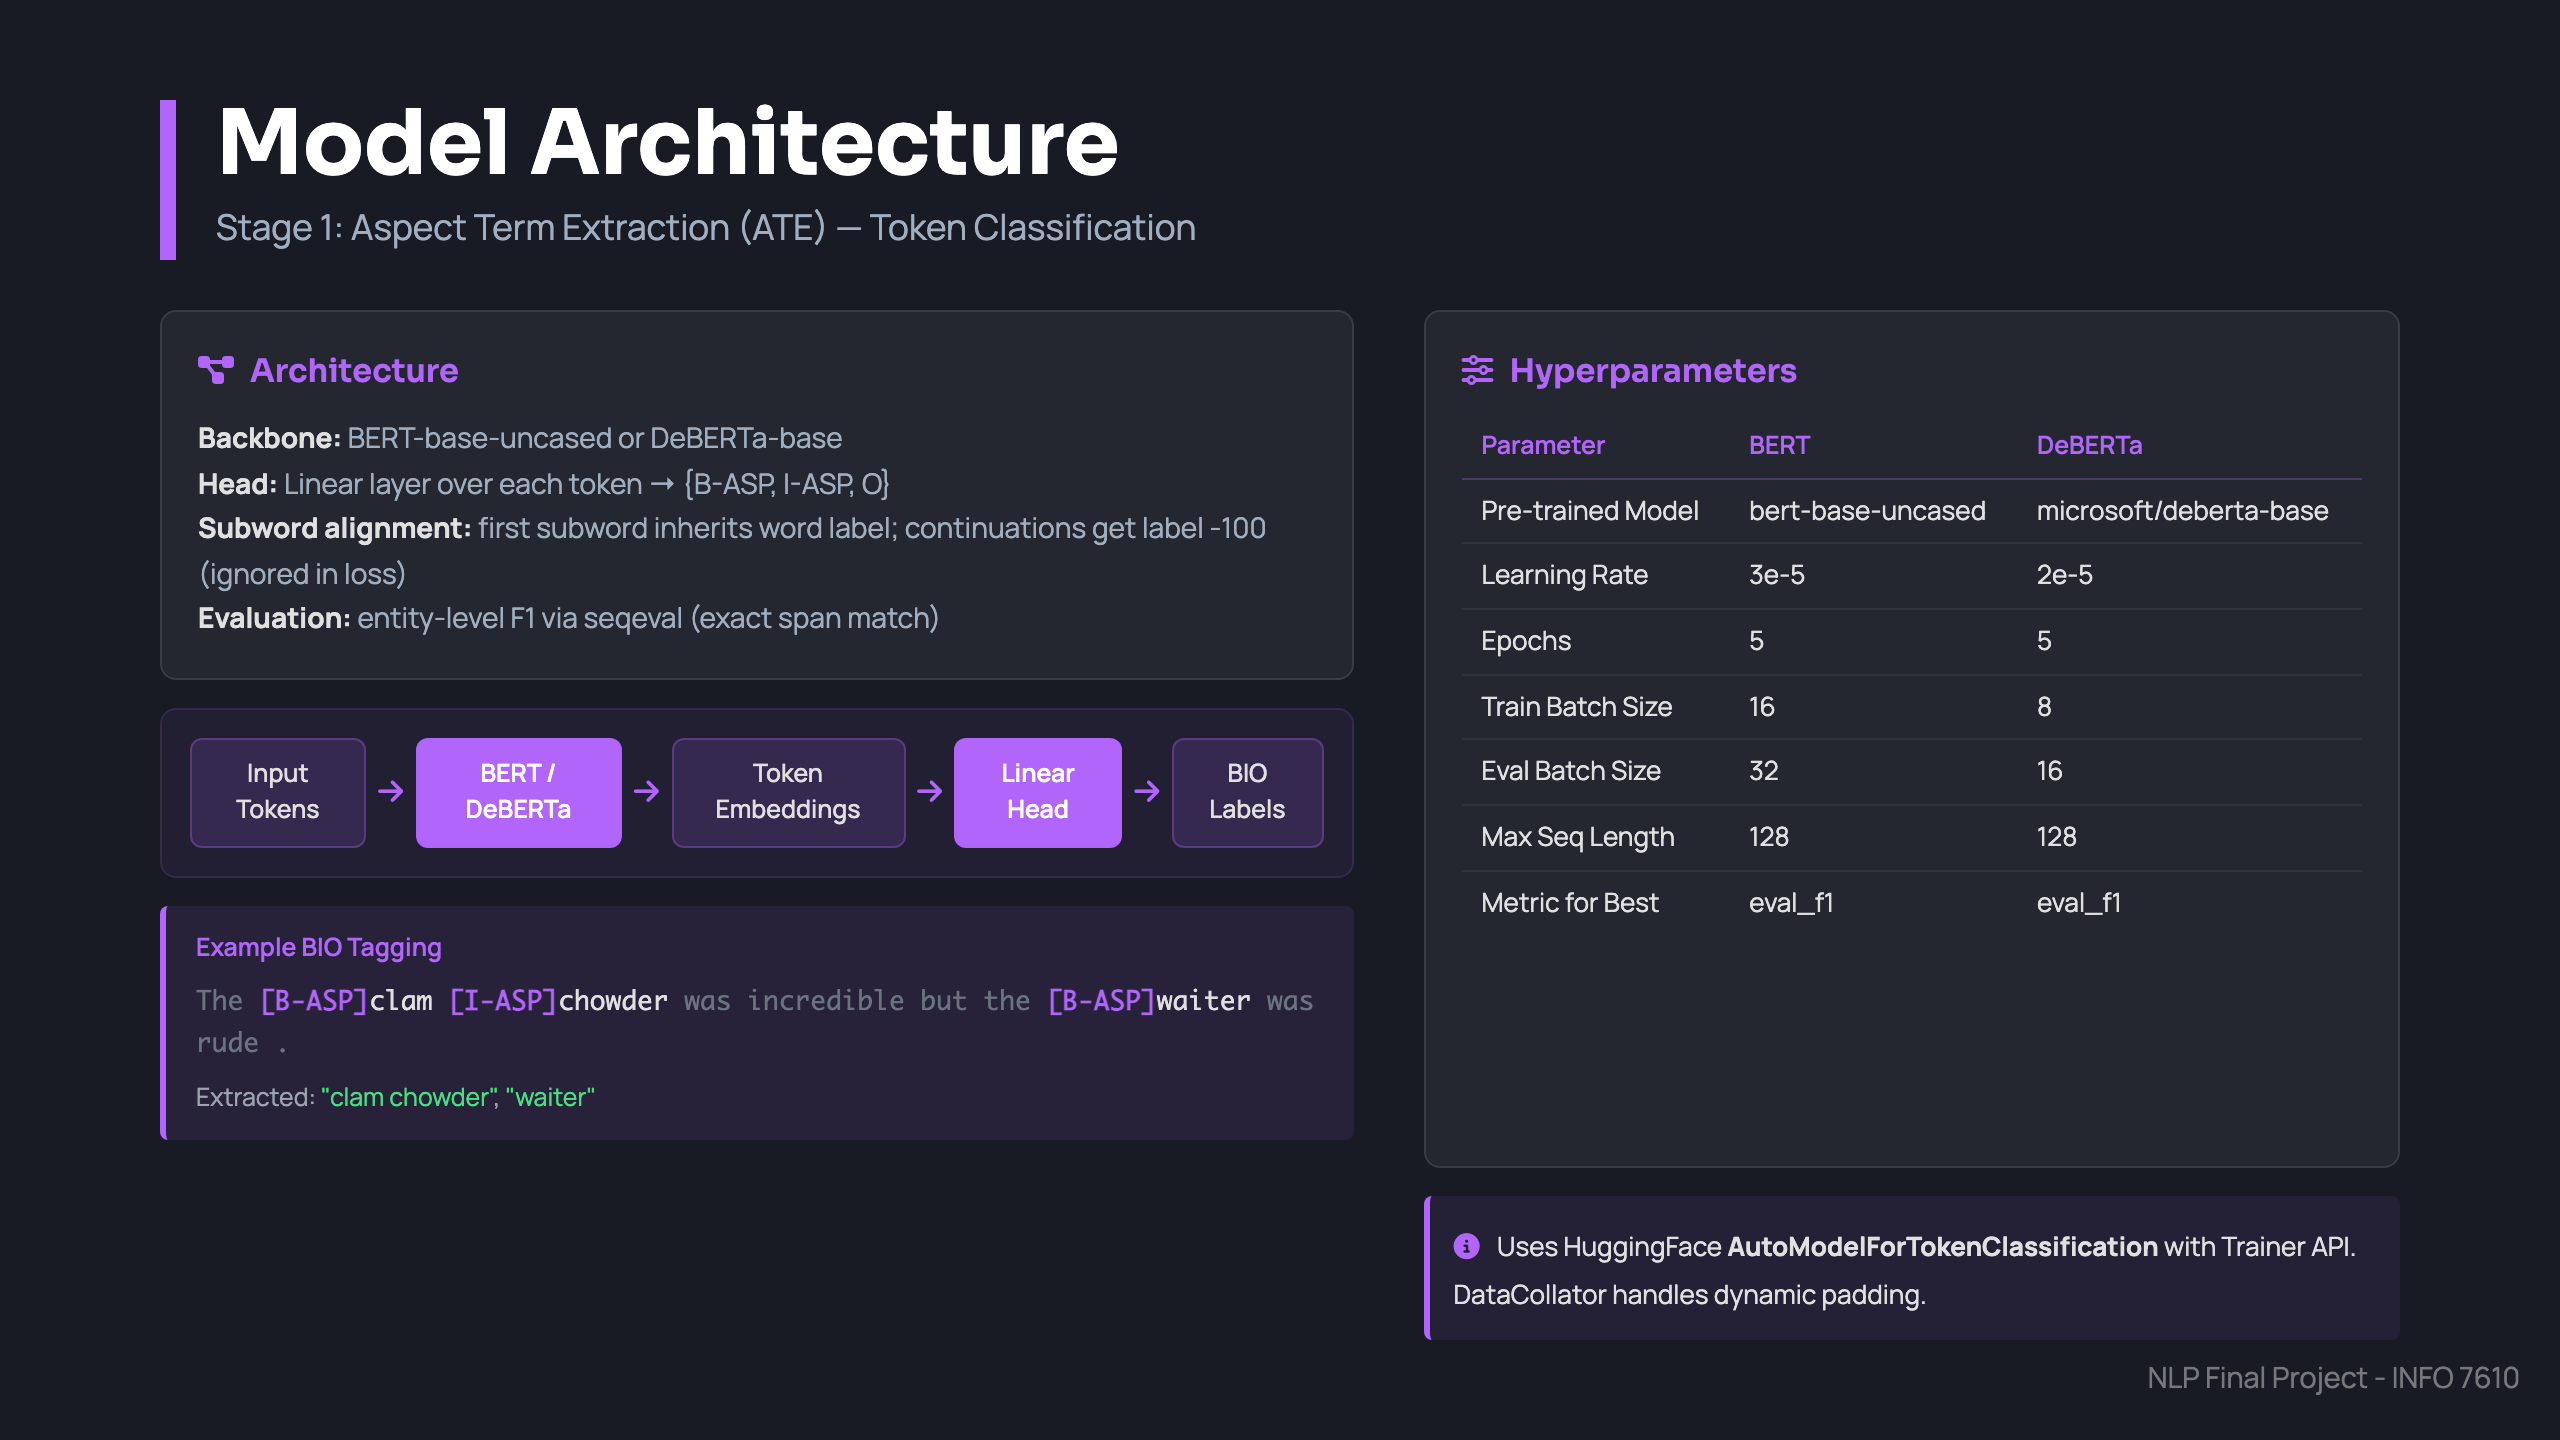 Model Architecture
Stage 1: Aspect Term Extraction (ATE) — Token Classification
Architecture
Backbone: BERT-base-uncased or DeBERTa-base
Head: Linear layer over each token → {B-ASP, I-ASP, O}
Subword alignment: first subword inherits word label; continuations get label -100
(ignored in loss)
Evaluation: entity-level F1 via seqeval (exact span match)
Input
Tokens
→
BERT /
DeBERTa
→
Token
Embeddings
→
Linear
Head
→
BIO
Labels
Example BIO Tagging
The [B-ASP]clam [I-ASP]chowder was incredible but the [B-ASP]waiter was
rude .
Extracted: "clam chowder", "waiter"
Hyperparameters
Parameter BERT DeBERTa
Pre-trained Model bert-base-uncased microsoft/deberta-base
Learning Rate 3e-5 2e-5
Epochs 5 5
Train Batch Size 16 8
Eval Batch Size 32 16
Max Seq Length 128 128
Metric for Best eval_f1 eval_f1
Uses HuggingFace AutoModelForTokenClassification with Trainer API.
DataCollator handles dynamic padding.
NLP Final Project - INFO 7610